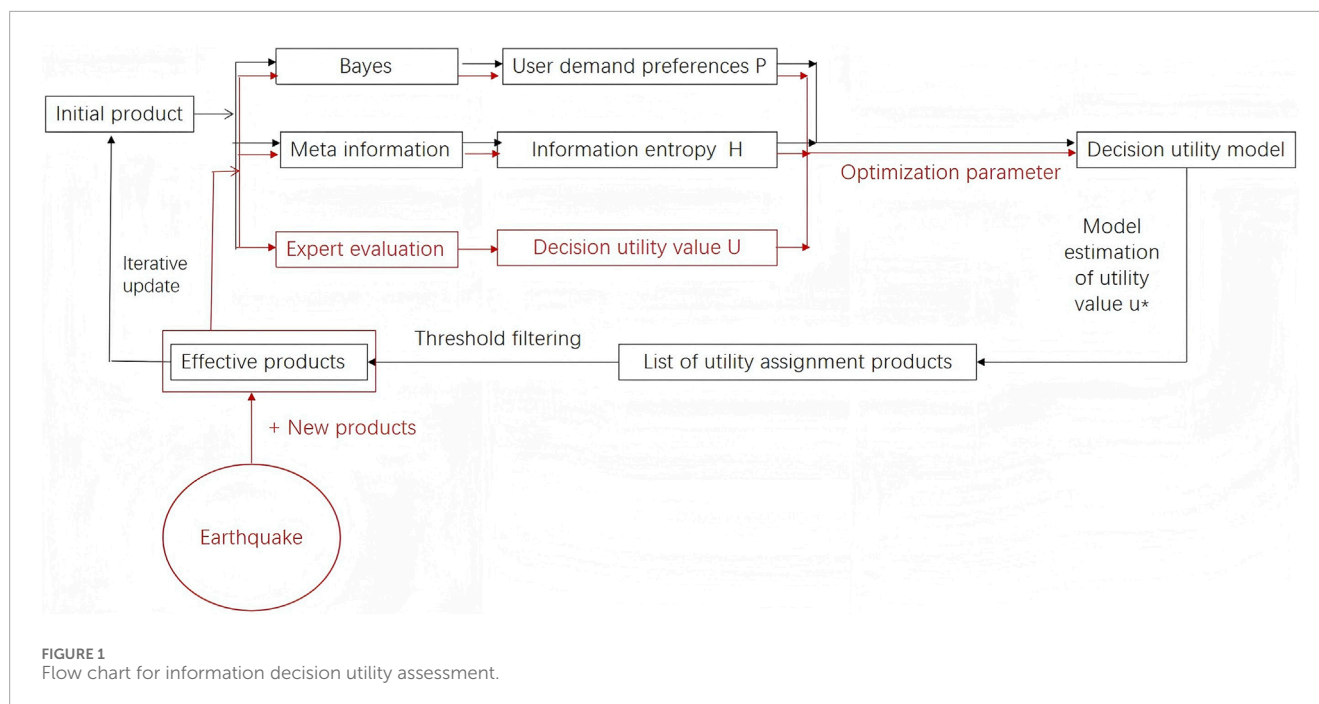 Bayes
User demand preferences P
Initial product
Meta information
Information entropy H
Decision utility model
Optimization parameter
Expert evaluation
Decision utility value U
Model
estimation
of utility
value u*
Iterative
update
Threshold filtering
Effective products
List of utility assignment products
+ New products
Earthquake
FIGURE 1
Flow chart for information decision utility assessment.